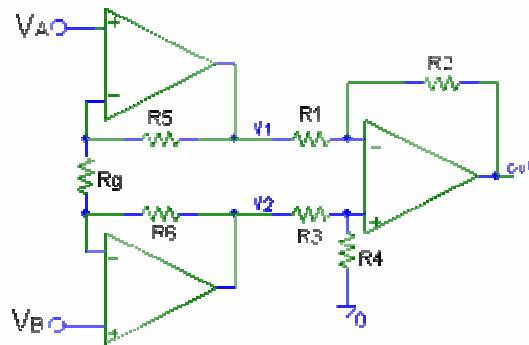 VA
+
-
R5
V1
R1
R2
-
Rg
R6
V2
R3
+
R4
-
VB
+
0